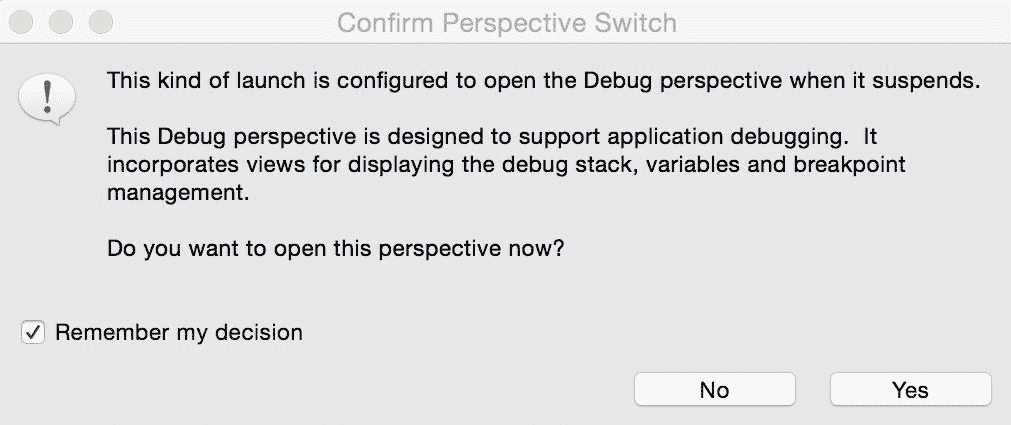 Confirm Perspective Switch
This kind of launch is configured to open the Debug perspective when it suspends.
This Debug perspective is designed to support application debugging.  It
incorporates views for displaying the debug stack, variables and breakpoint
management.
Do you want to open this perspective now?
Remember my decision
No Yes